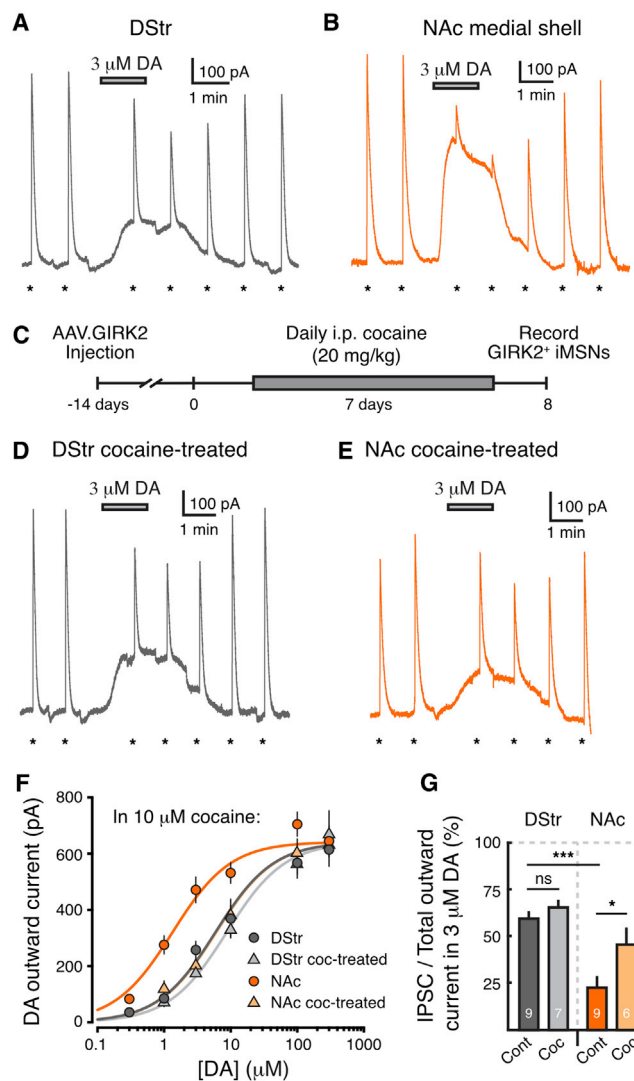 A
DStr
3 μM DA
100 pA
1 min
* * * * * * *
B
NAc medial shell
3 μM DA
100 pA
1 min
* * * * * * *
C
AAV.GIRK2
Injection
Daily i.p. cocaine
(20 mg/kg)
Record
GIRK2+ iMSNs
-14 days
0
7 days
8
D
DStr cocaine-treated
3 μM DA
100 pA
1 min
* * * * * * *
E
NAc cocaine-treated
3 μM DA
100 pA
1 min
* * * * * *
F
800
600
400
200
0
DA outward current (pA)
In 10 μM cocaine:
DStr
DStr coc-treated
NAc
NAc coc-treated
0.1 1 10 100 1000
[DA] (μM)
G
DStr NAc
100
75
50
25
IPSC / Total outward
current in 3 μM DA (%)
***
ns
*
9 7 9 6
Cont Coc Cont Coc